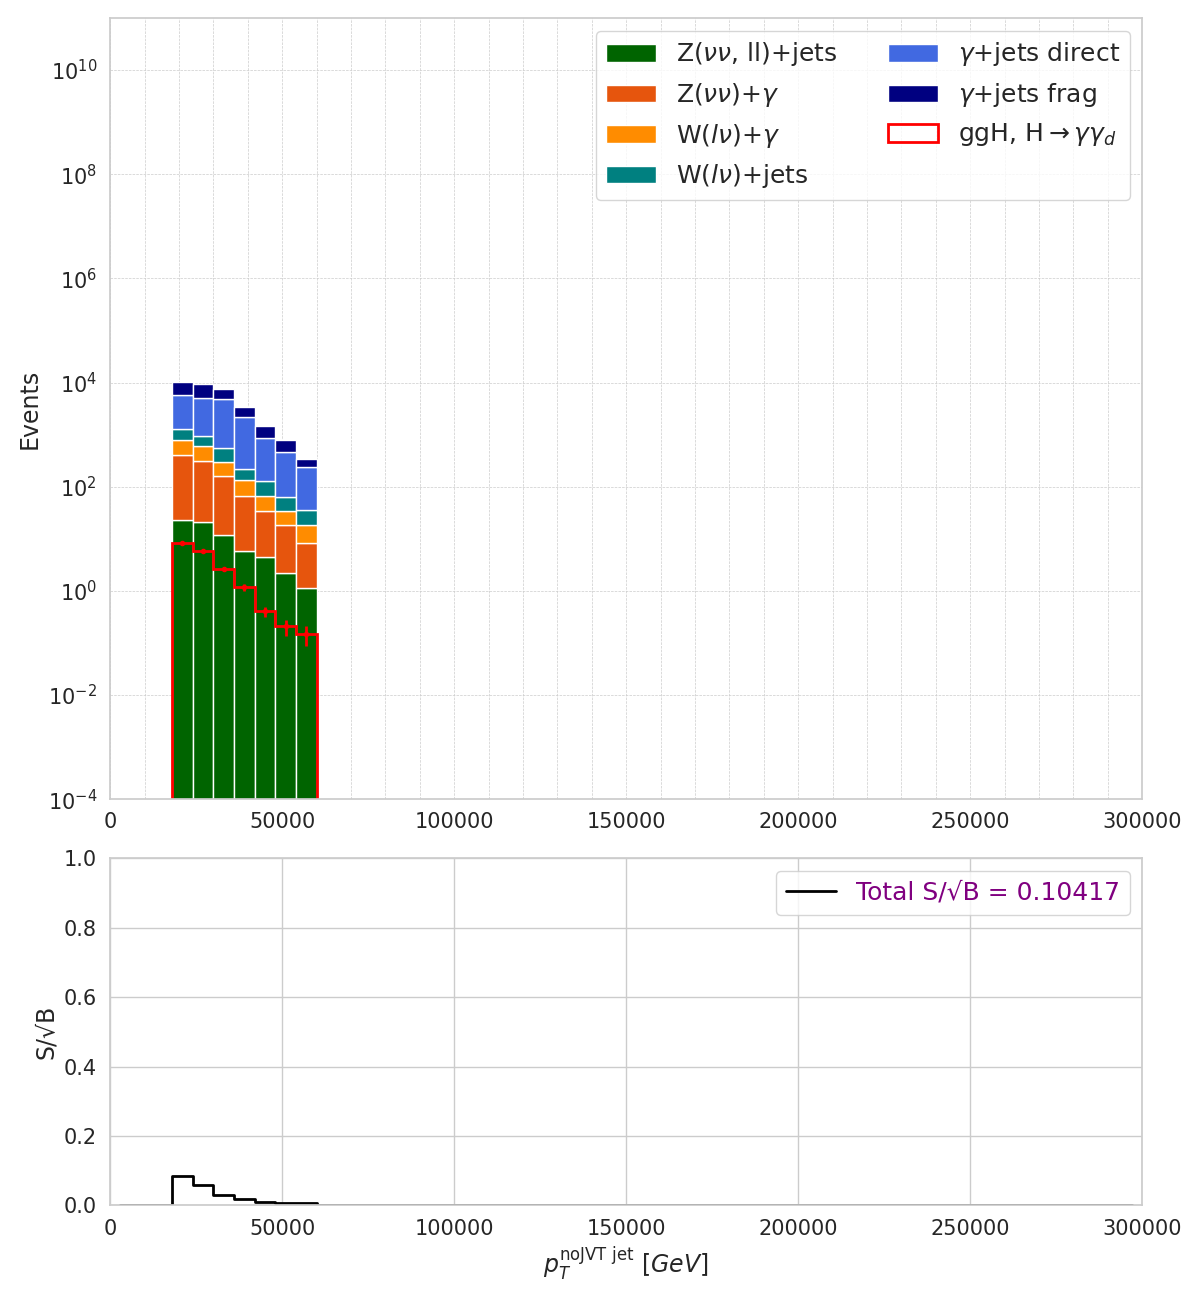 Z(νν, ll)+jets
Z(νν)+γ
W(lν)+γ
W(lν)+jets
γ+jets direct
γ+jets frag
ggH, H→γγ_d
Events
10^10
10^8
10^6
10^4
10^2
10^0
10^−2
10^−4
0 50000 100000 150000 200000 250000 300000
Total S/√B = 0.10417
S/√B
1.0
0.8
0.6
0.4
0.2
0.0
0 50000 100000 150000 200000 250000 300000
p_T^noJVT jet [GeV]